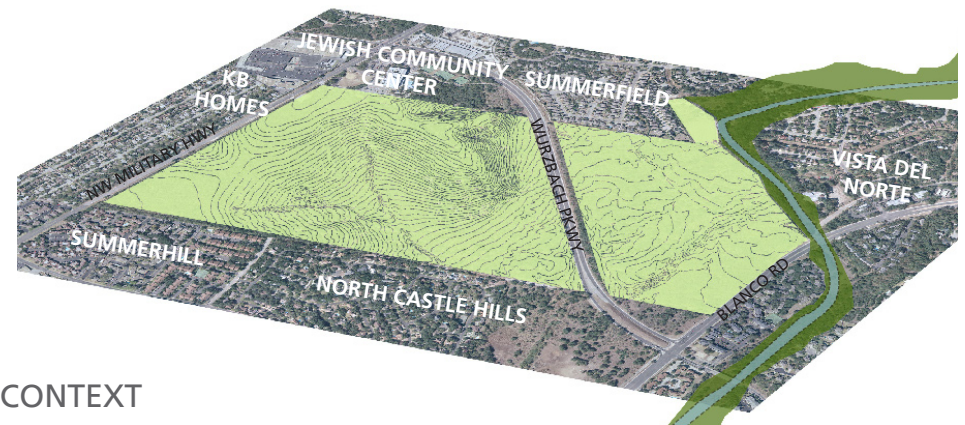 JEWISH COMMUNITY
CENTER
KB
HOMES
SUMMERFIELD
NW MILITARY HWY
WURZBACH PKWY
VISTA DEL
NORTE
SUMMERHILL
NORTH CASTLE HILLS
BLANCO RD
CONTEXT